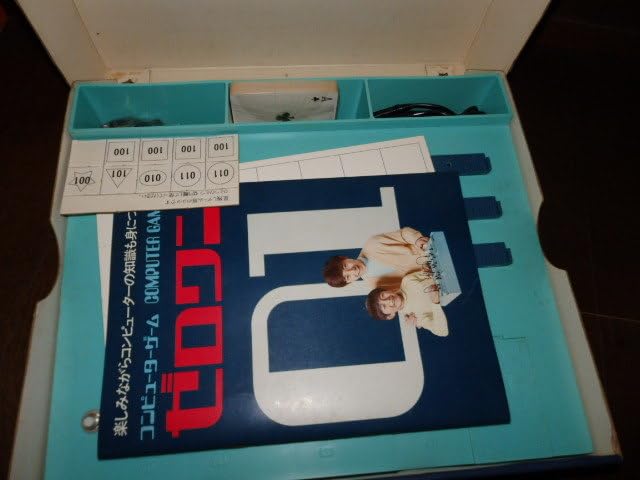 100 100 100 100
001 101 010 011 011
A
楽しみながらコンピューターの知識も身につ
コンピューターゲーム COMPUTER GAM
ゼロワ
01